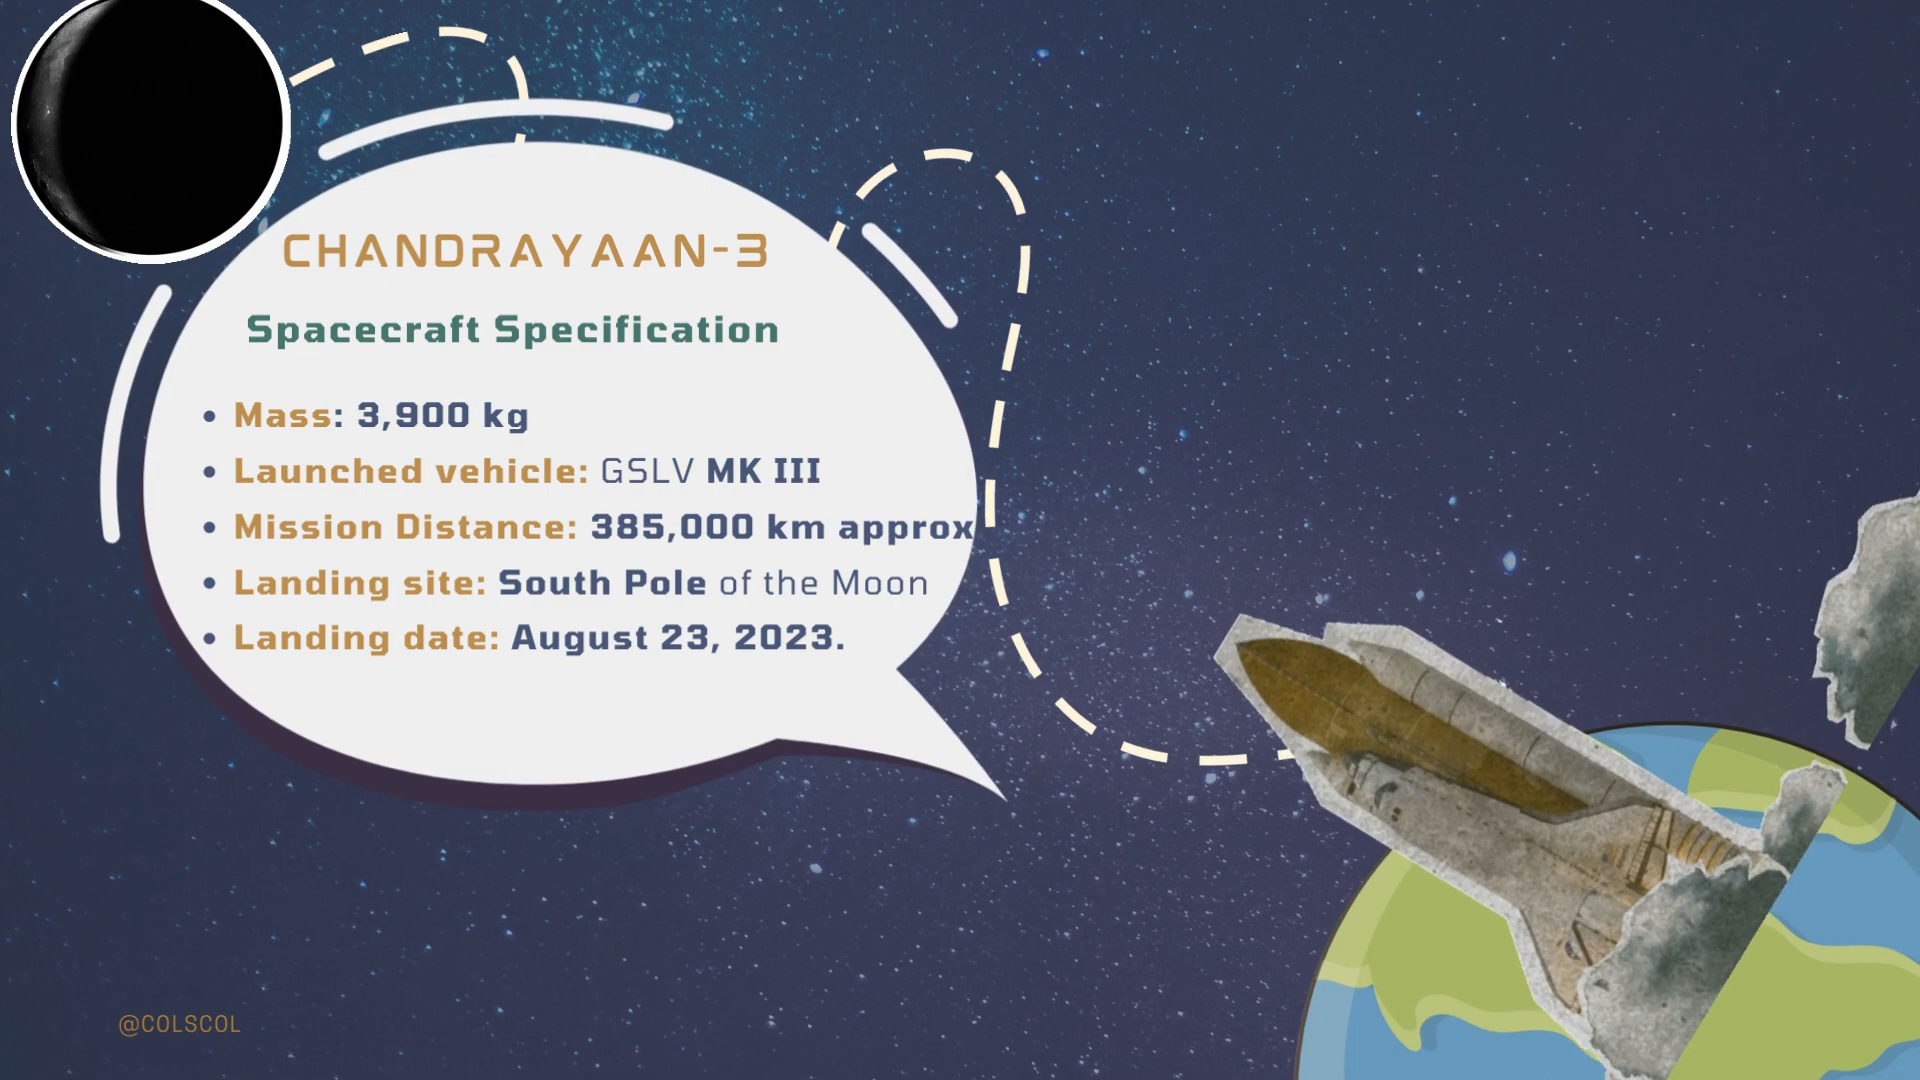 CHANDRAYAAN-3
Spacecraft Specification
• Mass: 3,900 kg
• Launched vehicle: GSLV MK III
• Mission Distance: 385,000 km approx
• Landing site: South Pole of the Moon
• Landing date: August 23, 2023.
@COLSCOL